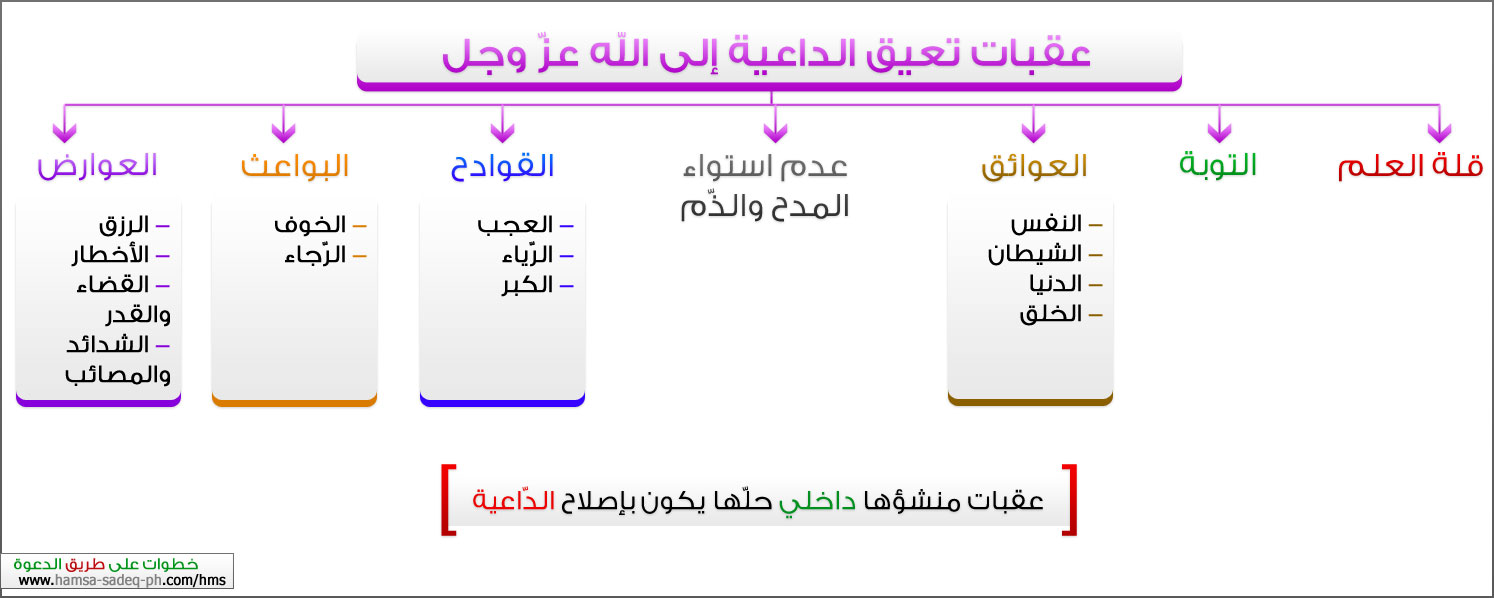 عقبات تعيق الداعية إلى اللّه عزّ وجل
قلة العلم
التوبة
العوائق
– النفس
– الشيطان
– الدنيا
– الخلق
عدم استواء
المدح والذّم
القوادح
– العجب
– الرّياء
– الكبر
البواعث
– الخوف
– الرّجاء
العوارض
– الرزق
– الأخطار
– القضاء
والقدر
– الشدائد
والمصائب
[عقبات منشؤها داخلي حلّها يكون بإصلاح الدّاعية]
خطوات على طريق الدعوة
www.hamsa-sadeq-ph.com/hms